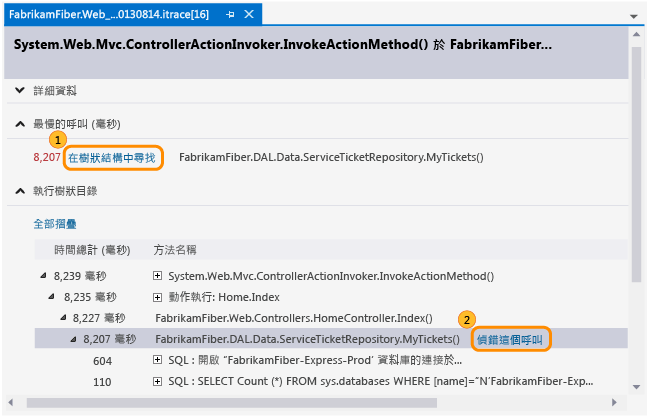 FabrikamFiber.Web_...0130814.itrace[16]
System.Web.Mvc.ControllerActionInvoker.InvokeActionMethod() 於 FabrikamFiber...
詳細資料
最慢的呼叫 (毫秒)
1
8,207 在樹狀結構中尋找 FabrikamFiber.DAL.Data.ServiceTicketRepository.MyTickets()
執行樹狀目錄
全部摺疊
時間總計 (毫秒) 方法名稱
8,239 毫秒 System.Web.Mvc.ControllerActionInvoker.InvokeActionMethod()
8,235 毫秒 動作執行: Home.Index
8,227 毫秒 FabrikamFiber.Web.Controllers.HomeController.Index()
2
8,207 毫秒 FabrikamFiber.DAL.Data.ServiceTicketRepository.MyTickets() 偵錯這個呼叫
604 SQL : 開啟 “FabrikamFiber-Express-Prod’ 資料庫的連接於...
110 SQL : SELECT Count (*) FROM sys.databases WHERE [name]=“N’FabrikamFiber-Exp...